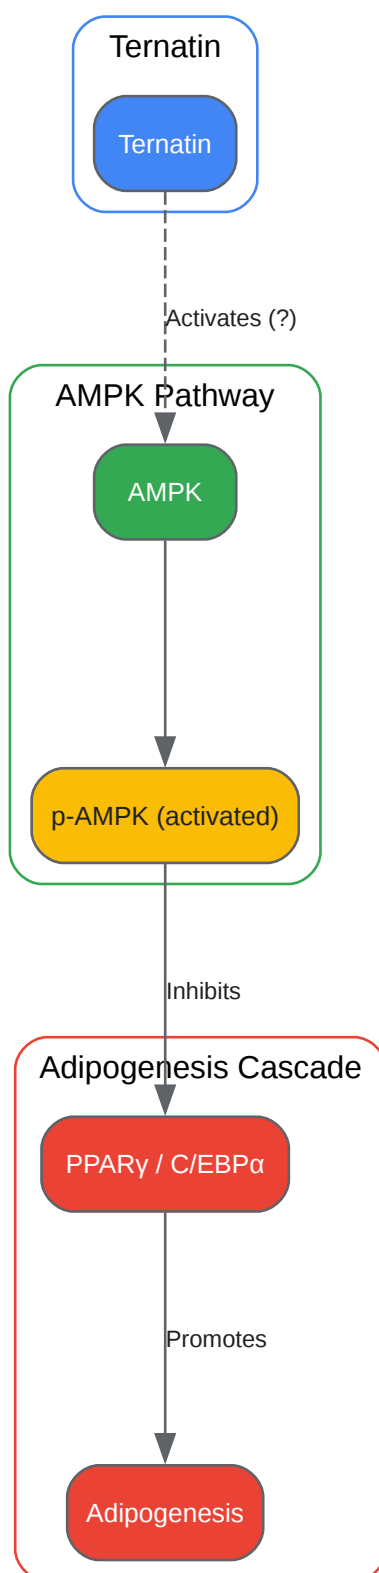 Ternatin
Ternatin
Activates (?)
AMPK Pathway
AMPK
p-AMPK (activated)
Inhibits
Adipogenesis Cascade
PPARγ / C/EBPα
Promotes
Adipogenesis